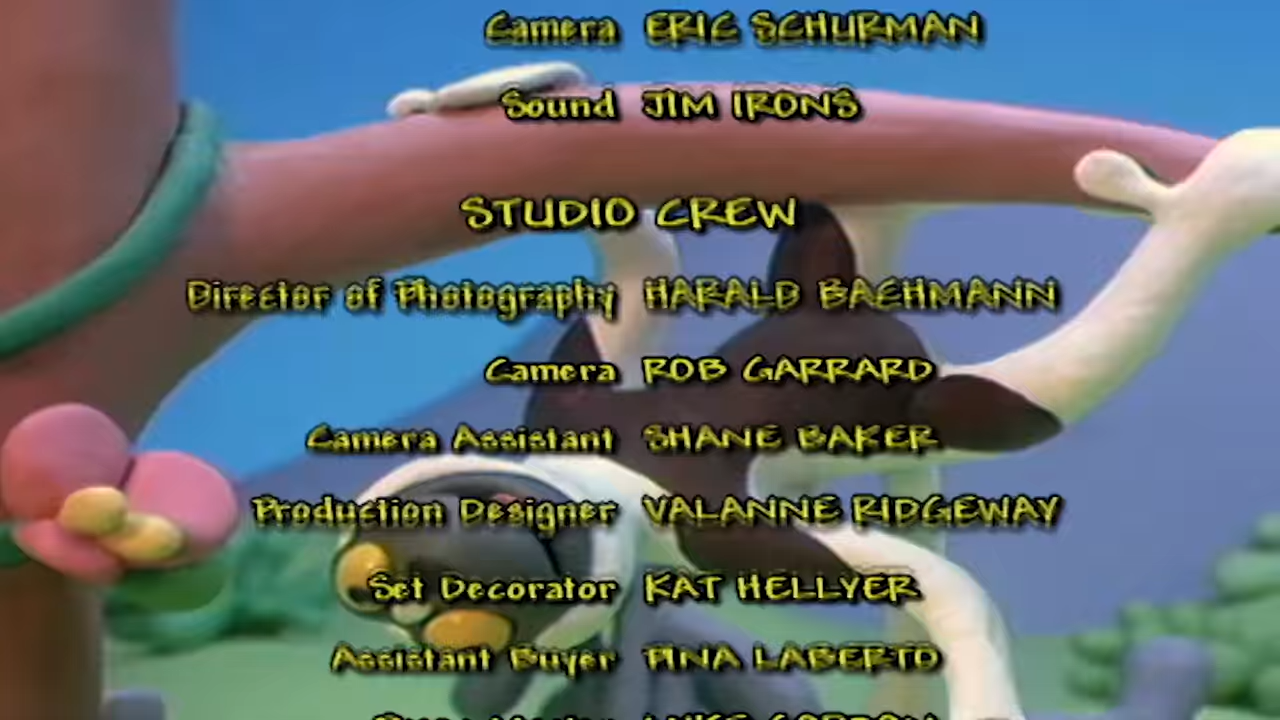 Camera ERIC SCHURMAN
Sound JIM IRONS
STUDIO CREW
Director of Photography HARALD BACHMANN
Camera ROB GARRARD
Camera Assistant SHANE BAKER
Production Designer VALANNE RIDGEWAY
Set Decorator KAT HELLYER
Assistant Buyer PINA LABERTO